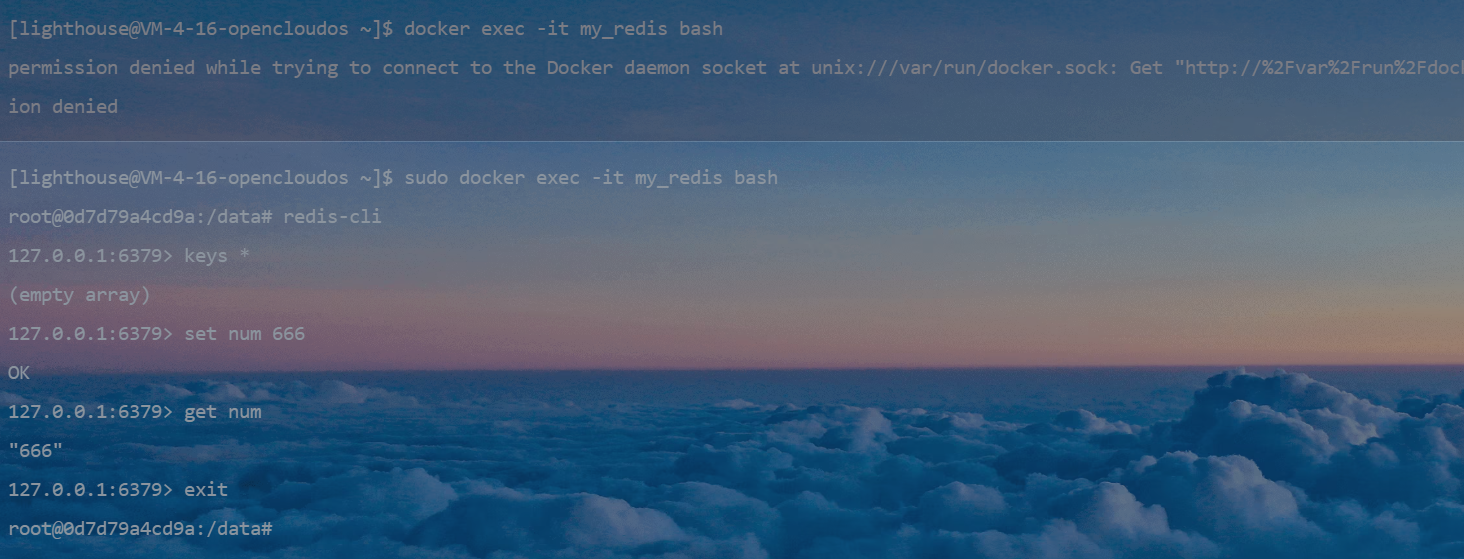 [lighthouse@VM-4-16-opencloudos ~]$ docker exec -it my_redis bash
permission denied while trying to connect to the Docker daemon socket at unix:///var/run/docker.sock: Get "http://%2Fvar%2Frun%2Fdock
ion denied
[lighthouse@VM-4-16-opencloudos ~]$ sudo docker exec -it my_redis bash
root@0d7d79a4cd9a:/data# redis-cli
127.0.0.1:6379> keys *
(empty array)
127.0.0.1:6379> set num 666
OK
127.0.0.1:6379> get num
"666"
127.0.0.1:6379> exit
root@0d7d79a4cd9a:/data#